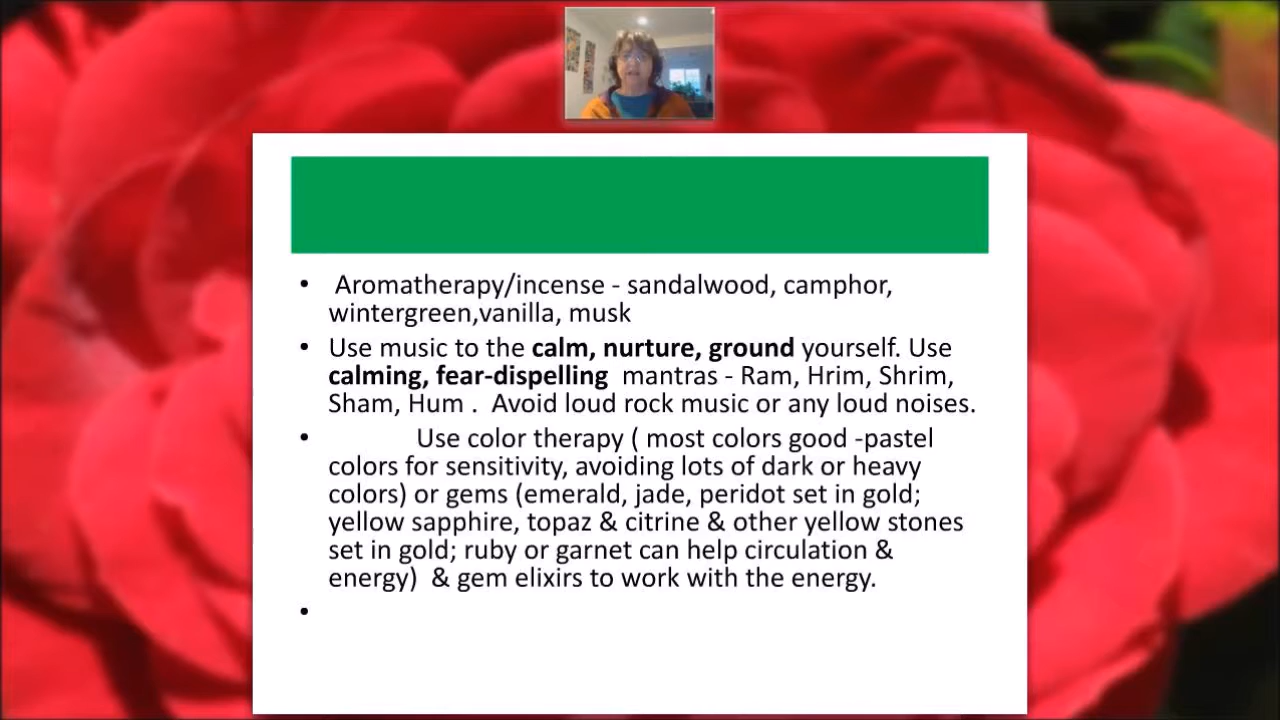 • Aromatherapy/incense - sandalwood, camphor,
wintergreen,vanilla, musk
• Use music to the calm, nurture, ground yourself. Use
calming, fear-dispelling  mantras - Ram, Hrim, Shrim,
Sham, Hum .  Avoid loud rock music or any loud noises.
• Use color therapy ( most colors good -pastel
colors for sensitivity, avoiding lots of dark or heavy
colors) or gems (emerald, jade, peridot set in gold;
yellow sapphire, topaz & citrine & other yellow stones
set in gold; ruby or garnet can help circulation &
energy)  & gem elixirs to work with the energy.
•